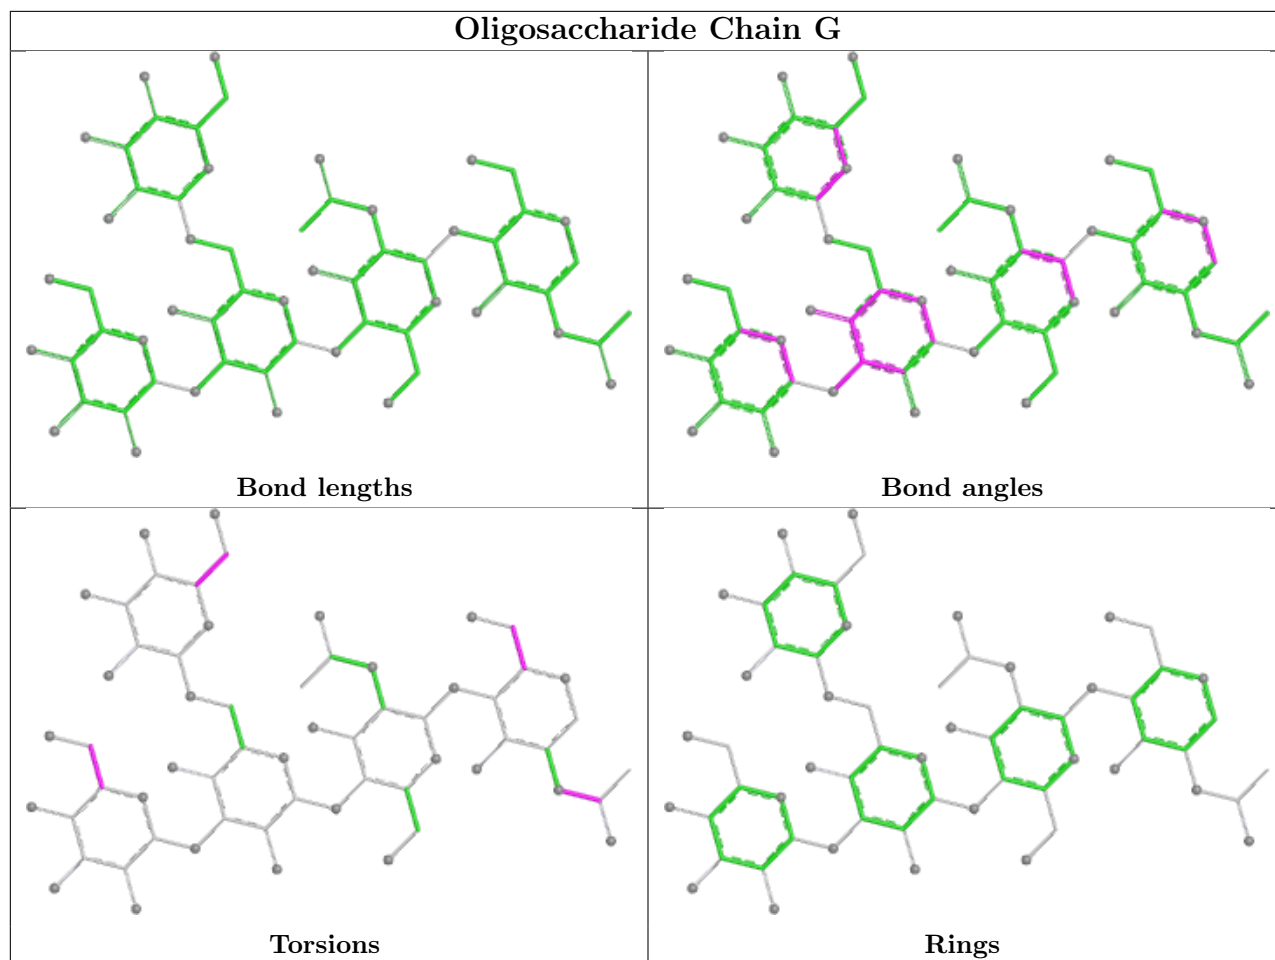 Oligosaccharide Chain G
Bond lengths
Bond angles
Torsions
Rings